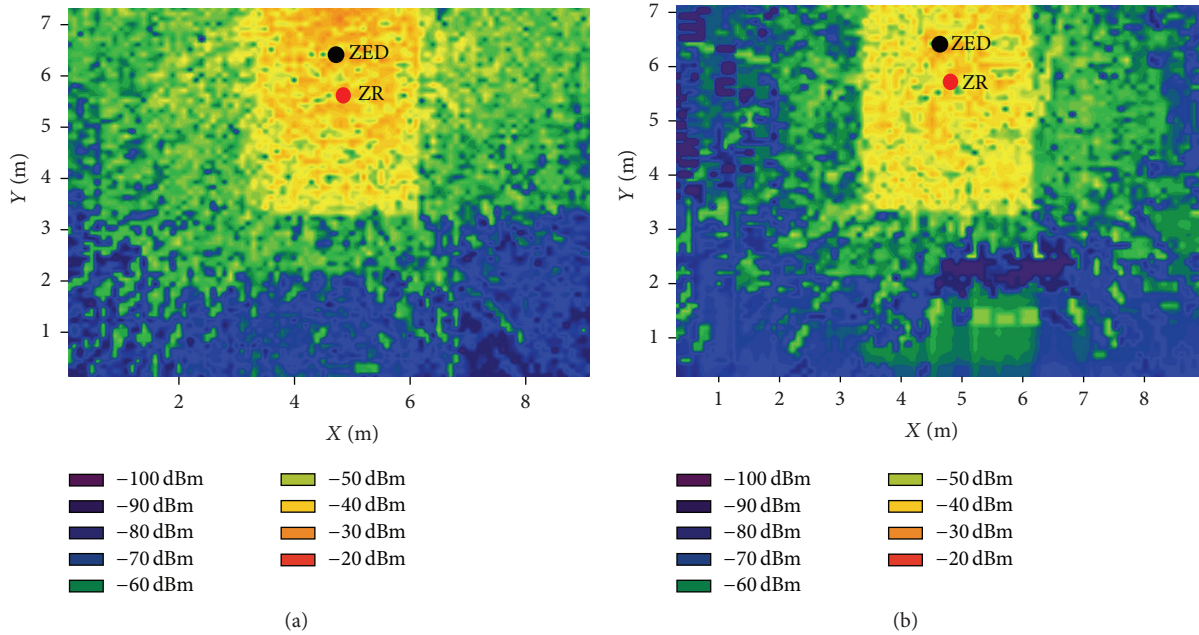 7
6
5
4
3
2
1
Y (m)
ZED
ZR
2
4
6
8
X (m)
−100 dBm
−90 dBm
−80 dBm
−70 dBm
−60 dBm
−50 dBm
−40 dBm
−30 dBm
−20 dBm
(a)
7
6
5
4
3
2
1
Y (m)
ZED
ZR
1
2
3
4
5
6
7
8
X (m)
−100 dBm
−90 dBm
−80 dBm
−70 dBm
−60 dBm
−50 dBm
−40 dBm
−30 dBm
−20 dBm
(b)